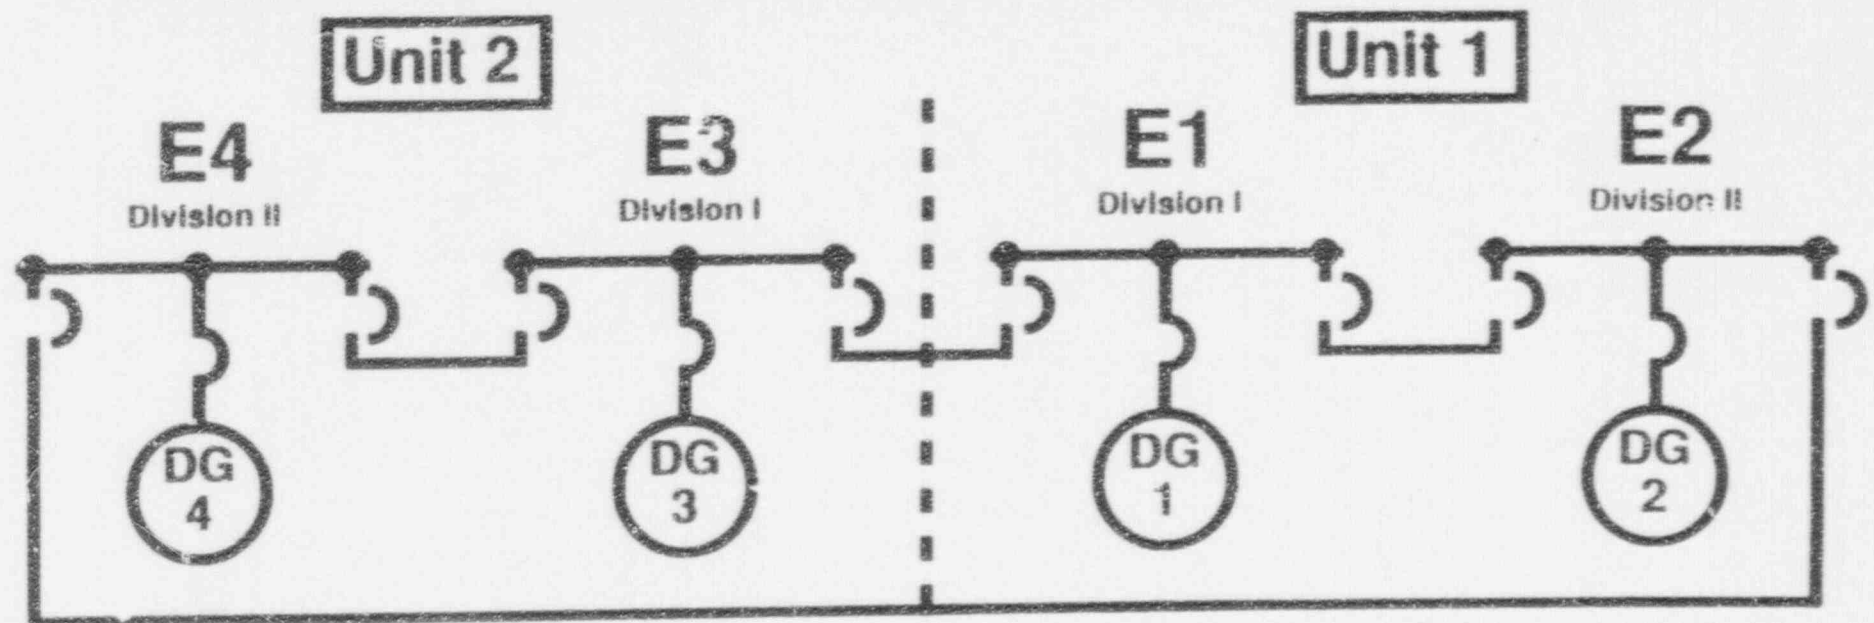 Unit 2
Unit 1
E4
E3
E1
E2
Division II
Division I
Division I
Division II
DG
4
DG
3
DG
1
DG
2